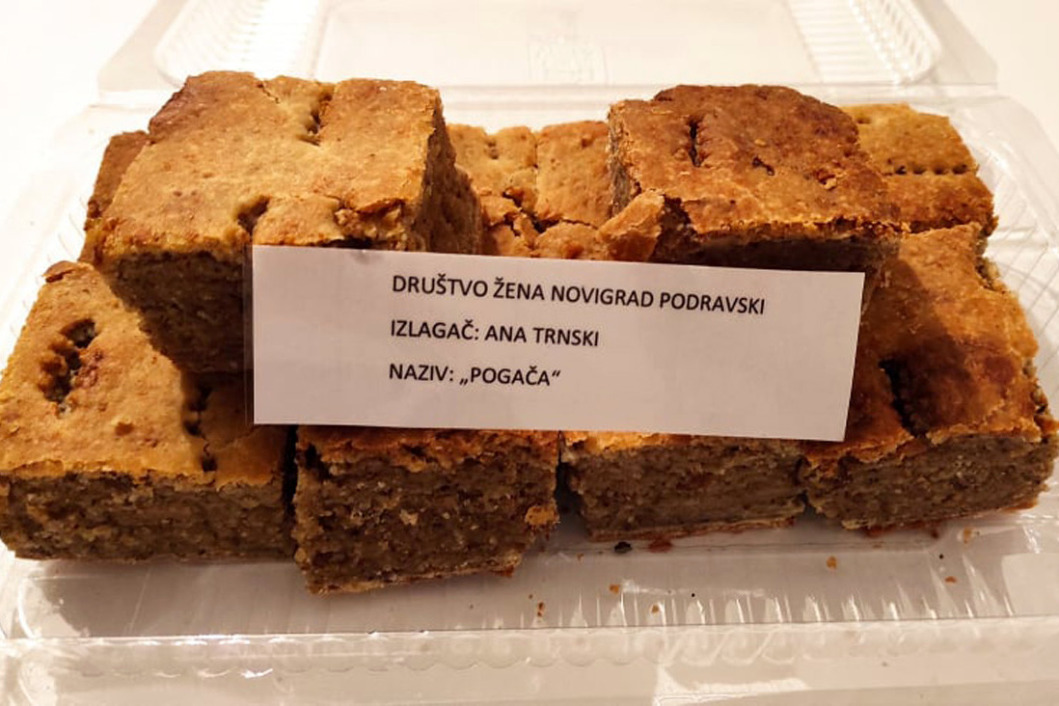 DRUŠTVO ŽENA NOVIGRAD PODRAVSKI
IZLAGAČ: ANA TRNSKI
NAZIV: „POGAČA“